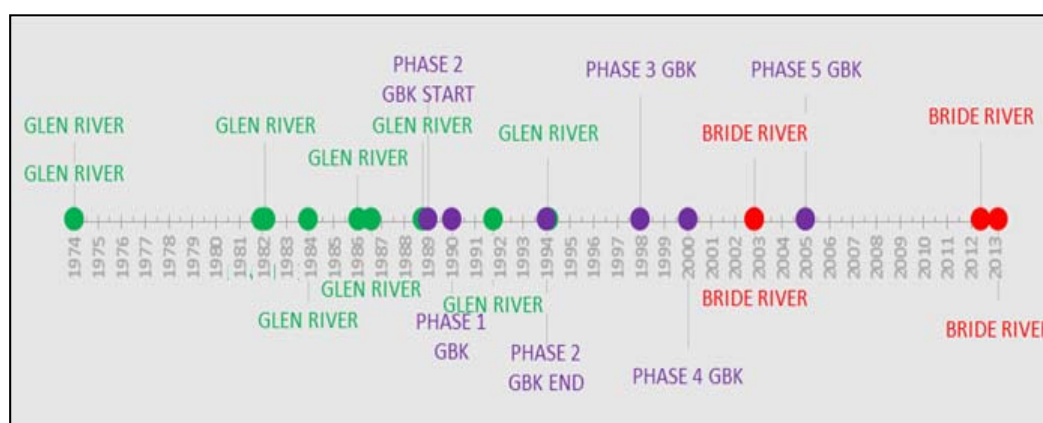 PHASE 2
GBK START
PHASE 3 GBK
PHASE 5 GBK
GLEN RIVER
GLEN RIVER
GLEN RIVER
GLEN RIVER
BRIDE RIVER
BRIDE RIVER
GLEN RIVER
GLEN RIVER
1974
1975
1976
1977
1978
1979
1980
1981
1982
1983
1984
1985
1986
1987
1988
1989
1990
1991
1992
1993
1994
1995
1996
1997
1998
1999
2000
2001
2002
2003
2004
2005
2006
2007
2008
2009
2010
2011
2012
2013
GLEN RIVER
GLEN RIVER
BRIDE RIVER
GLEN RIVER
PHASE 1
GBK
BRIDE RIVER
PHASE 2
GBK END
PHASE 4 GBK